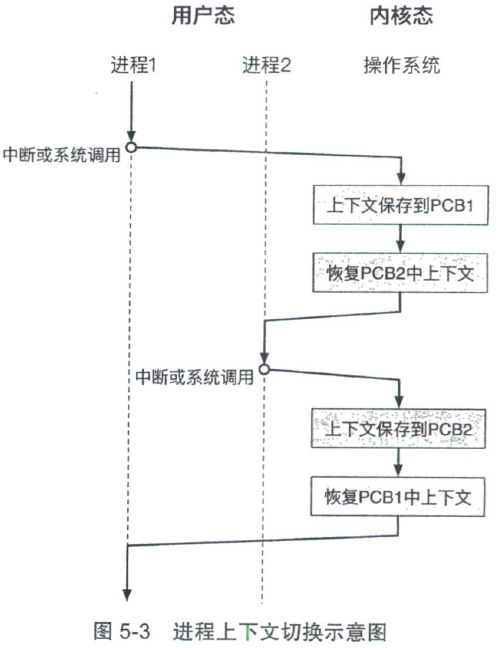 用户态 内核态
进程1 进程2 操作系统
中断或系统调用
上下文保存到PCB1
恢复PCB2中上下文
中断或系统调用
上下文保存到PCB2
恢复PCB1中上下文
图 5-3 进程上下文切换示意图